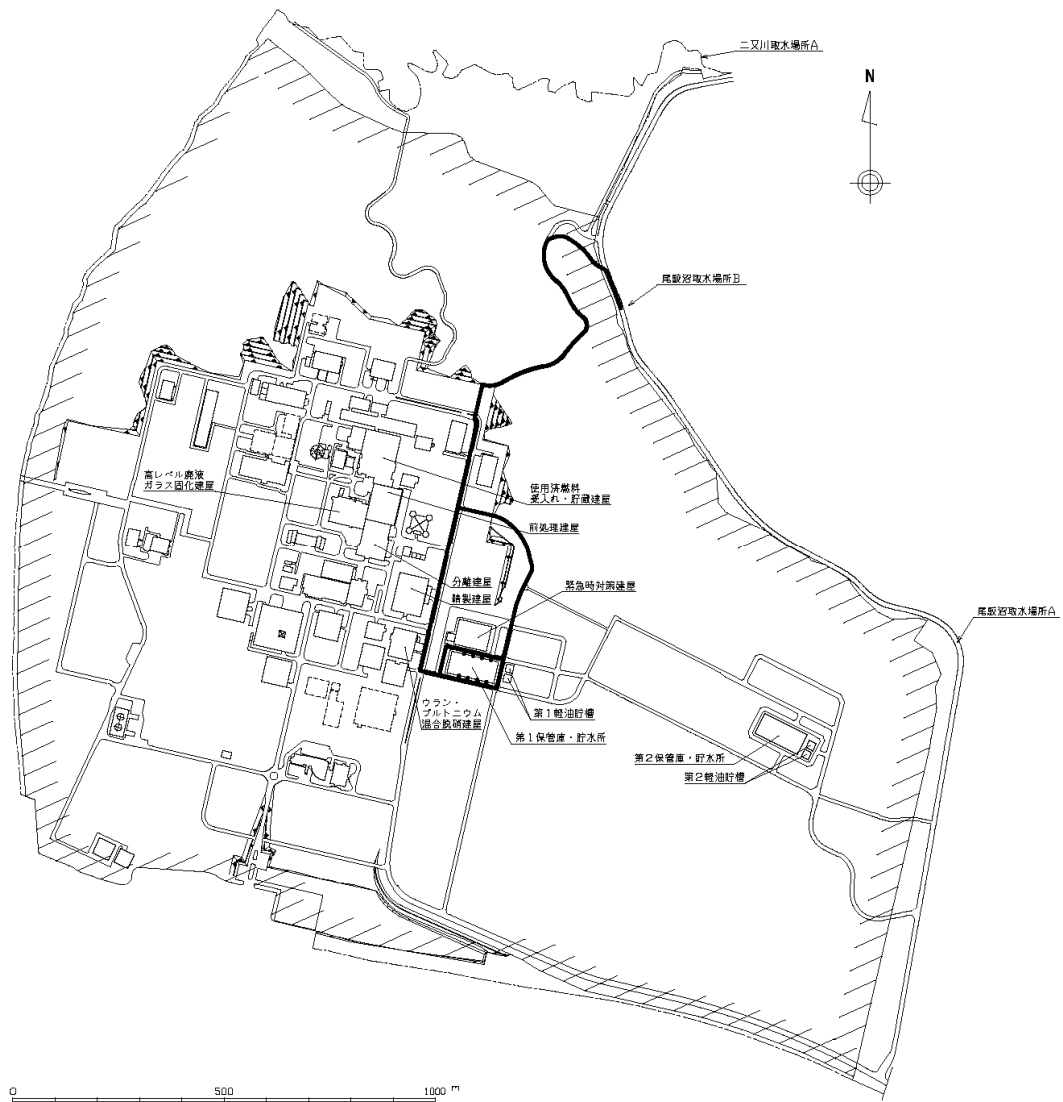 二又川取水場所A
N
尾駮沼取水場所B
高レベル廃液
ガラス固化建屋
使用済燃料
受入れ・貯蔵建屋
前処理建屋
分離建屋
精製建屋
緊急時対策建屋
尾駮沼取水場所A
ウラン・
プルトニウム
混合脱硝建屋
第1軽油貯槽
第1保管庫・貯水所
第2保管庫・貯水所
第2軽油貯槽
0 500 1000 m